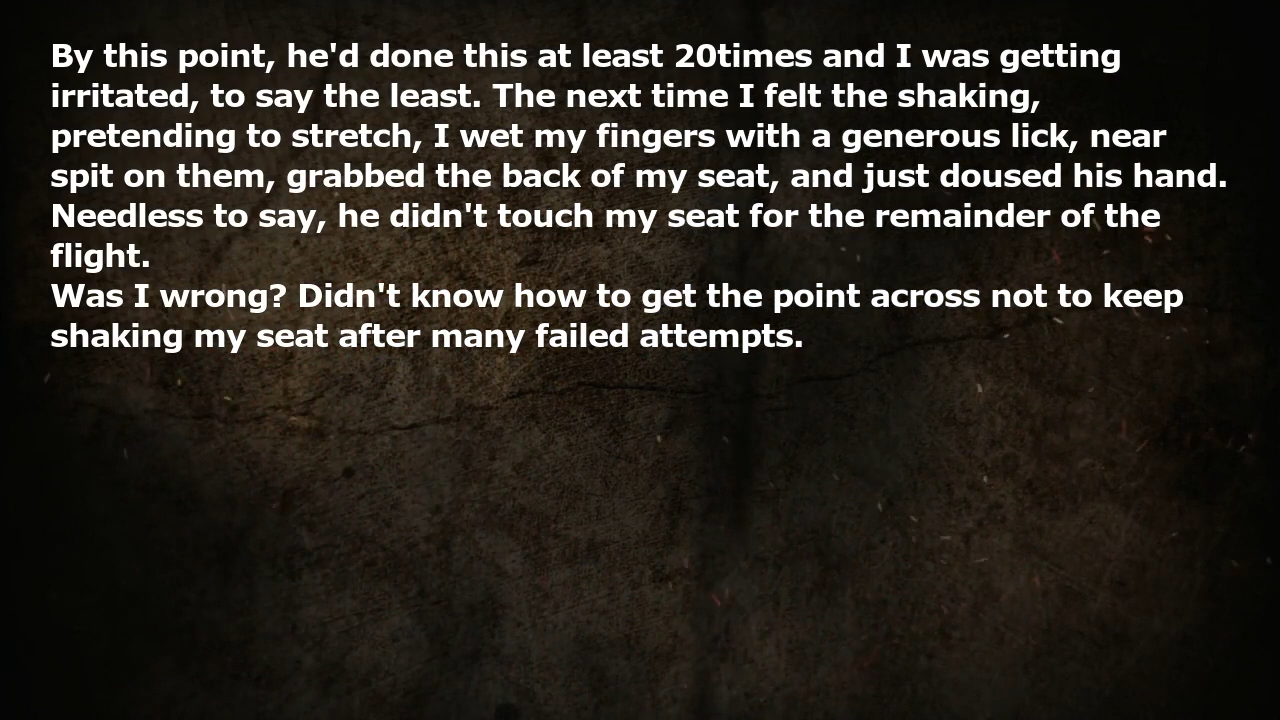 By this point, he'd done this at least 20times and I was getting
irritated, to say the least. The next time I felt the shaking,
pretending to stretch, I wet my fingers with a generous lick, near
spit on them, grabbed the back of my seat, and just doused his hand.
Needless to say, he didn't touch my seat for the remainder of the
flight.
Was I wrong? Didn't know how to get the point across not to keep
shaking my seat after many failed attempts.